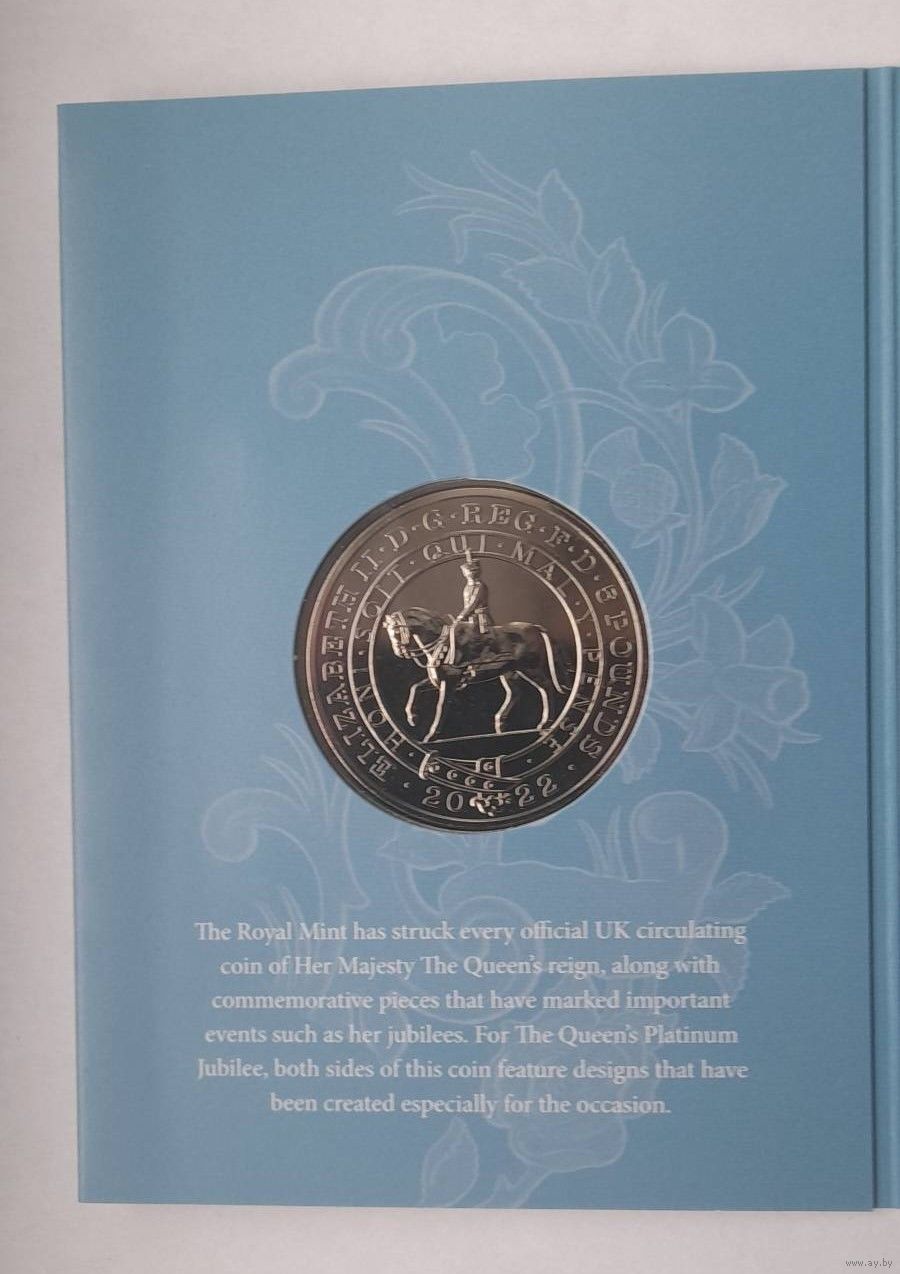 ELIZABETH II · D · G · REG · F · D · 5 POUNDS · 2022 ·
HONI · SOIT · QUI · MAL · Y · PENSE
The Royal Mint has struck every official UK circulating
coin of Her Majesty The Queen's reign, along with
commemorative pieces that have marked important
events such as her jubilees. For The Queen's Platinum
Jubilee, both sides of this coin feature designs that have
been created especially for the occasion.
www.ay.by